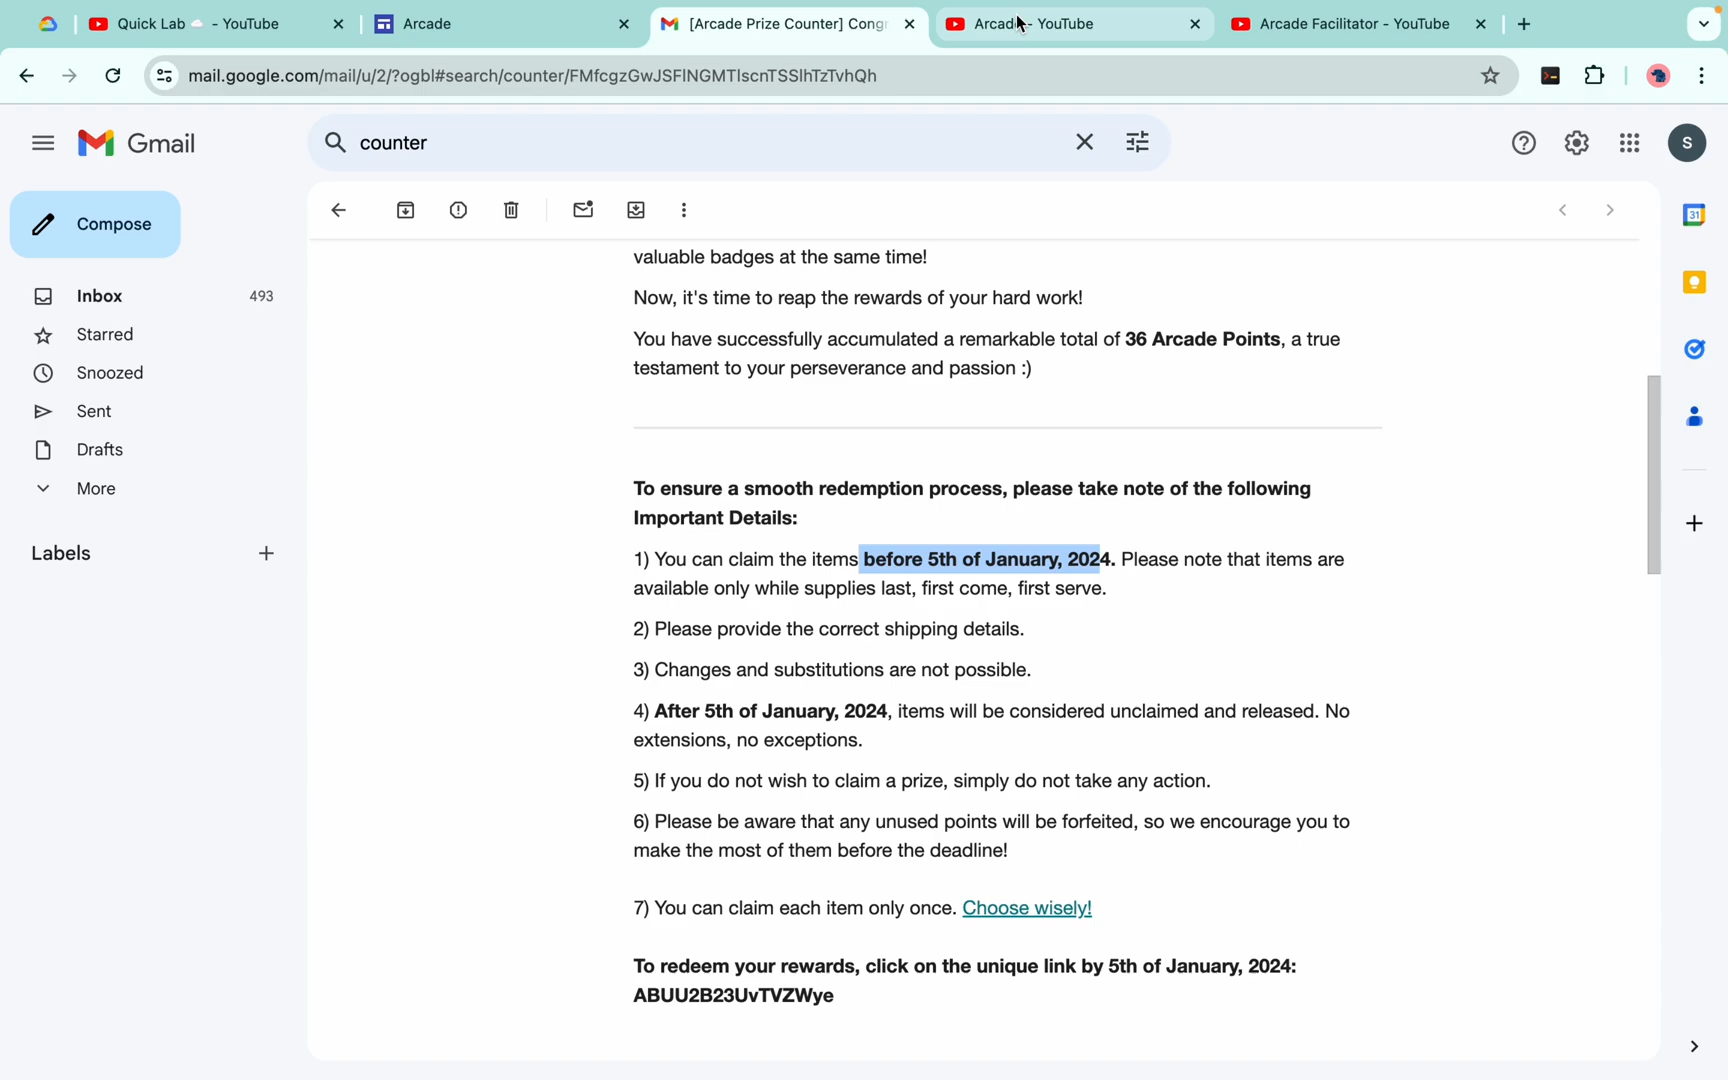 Quick Lab - YouTube
Arcade
[Arcade Prize Counter] Congr
Arcade - YouTube
Arcade Facilitator - YouTube
mail.google.com/mail/u/2/?ogbl#search/counter/FMfcgzGwJSFlNGMTlscnTSSlhTzTvhQh
Gmail
counter
S
Compose
Inbox 493
Starred
Snoozed
Sent
Drafts
More
Labels
31
valuable badges at the same time!
Now, it's time to reap the rewards of your hard work!
You have successfully accumulated a remarkable total of 36 Arcade Points, a true
testament to your perseverance and passion :)
To ensure a smooth redemption process, please take note of the following
Important Details:
1) You can claim the items before 5th of January, 2024. Please note that items are
available only while supplies last, first come, first serve.
2) Please provide the correct shipping details.
3) Changes and substitutions are not possible.
4) After 5th of January, 2024, items will be considered unclaimed and released. No
extensions, no exceptions.
5) If you do not wish to claim a prize, simply do not take any action.
6) Please be aware that any unused points will be forfeited, so we encourage you to
make the most of them before the deadline!
7) You can claim each item only once. Choose wisely!
To redeem your rewards, click on the unique link by 5th of January, 2024:
ABUU2B23UvTVZWye